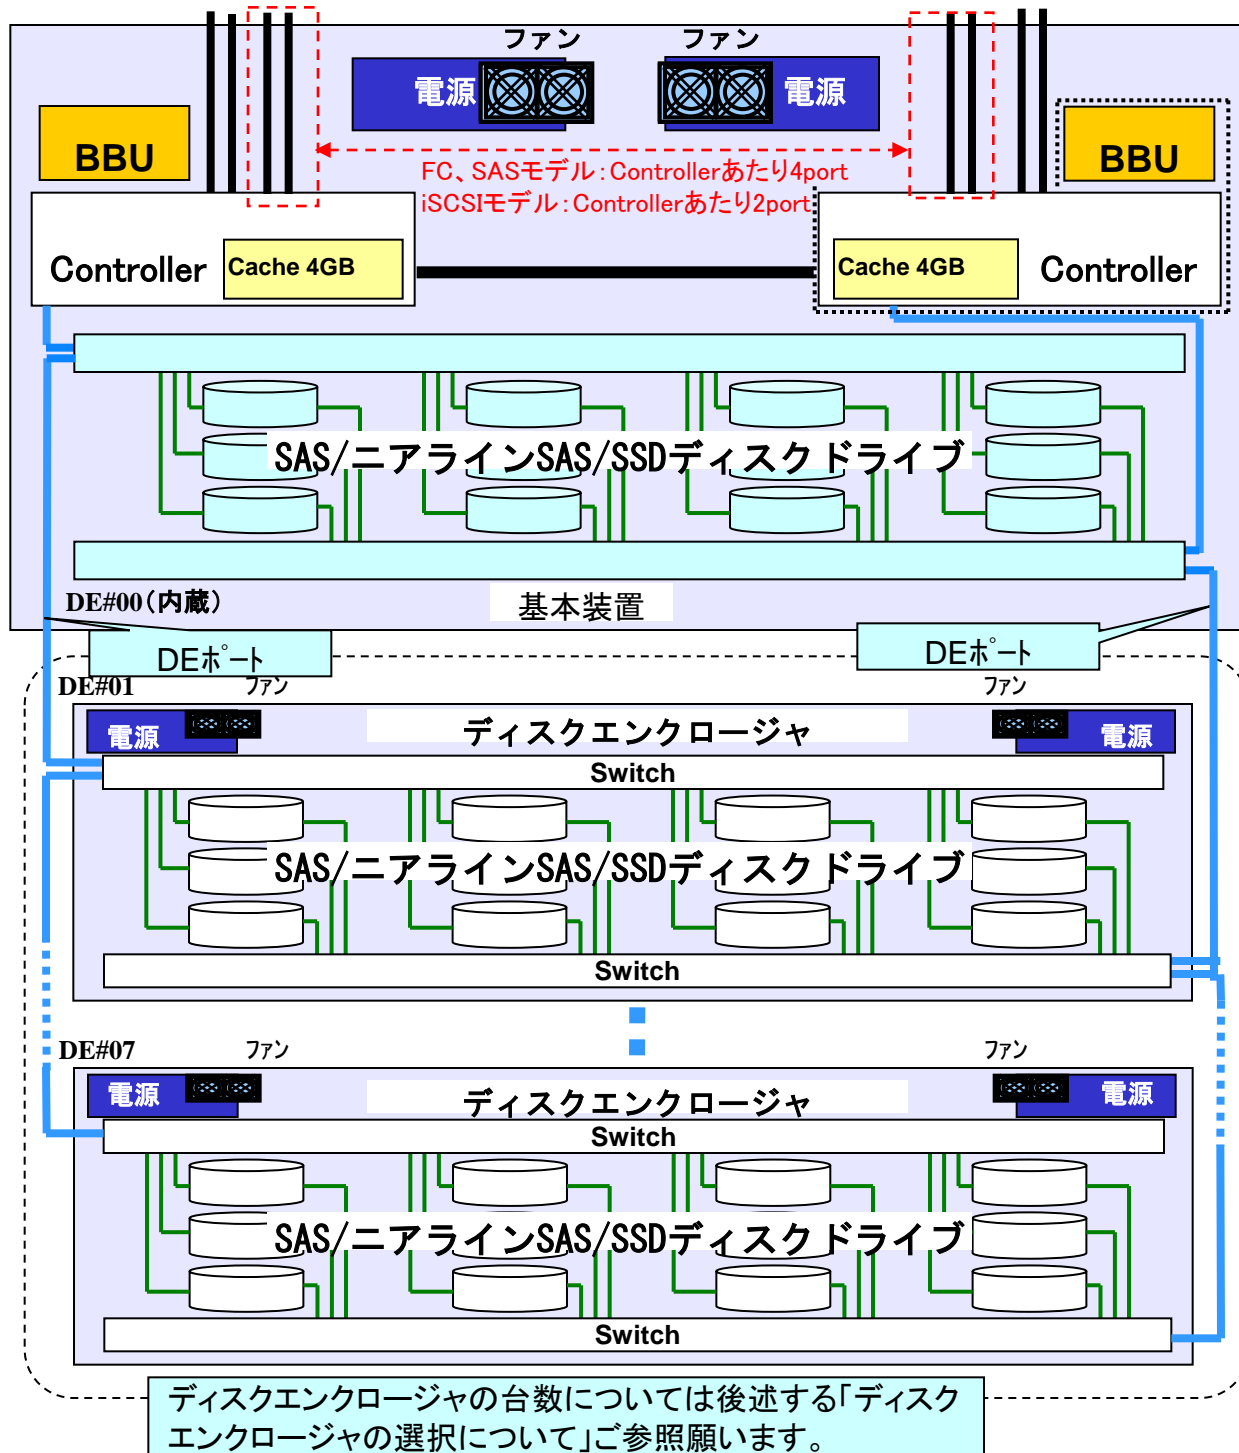 ファン
ファン
電源
電源
BBU
BBU
FC、SASモデル：Controllerあたり4port
iSCSIモデル：Controllerあたり2port
Controller
Cache 4GB
Cache 4GB
Controller
SAS/ニアラインSAS/SSDディスクドライブ
DE#00（内蔵）
基本装置
DEﾎﾟｰﾄ
DEﾎﾟｰﾄ
DE#01
ﾌｧﾝ
ﾌｧﾝ
電源
ディスクエンクロージャ
電源
Switch
SAS/ニアラインSAS/SSDディスクドライブ
Switch
DE#07
ﾌｧﾝ
ﾌｧﾝ
電源
ディスクエンクロージャ
電源
Switch
SAS/ニアラインSAS/SSDディスクドライブ
Switch
ディスクエンクロージャの台数については後述する「ディスク
エンクロージャの選択について」ご参照願います。